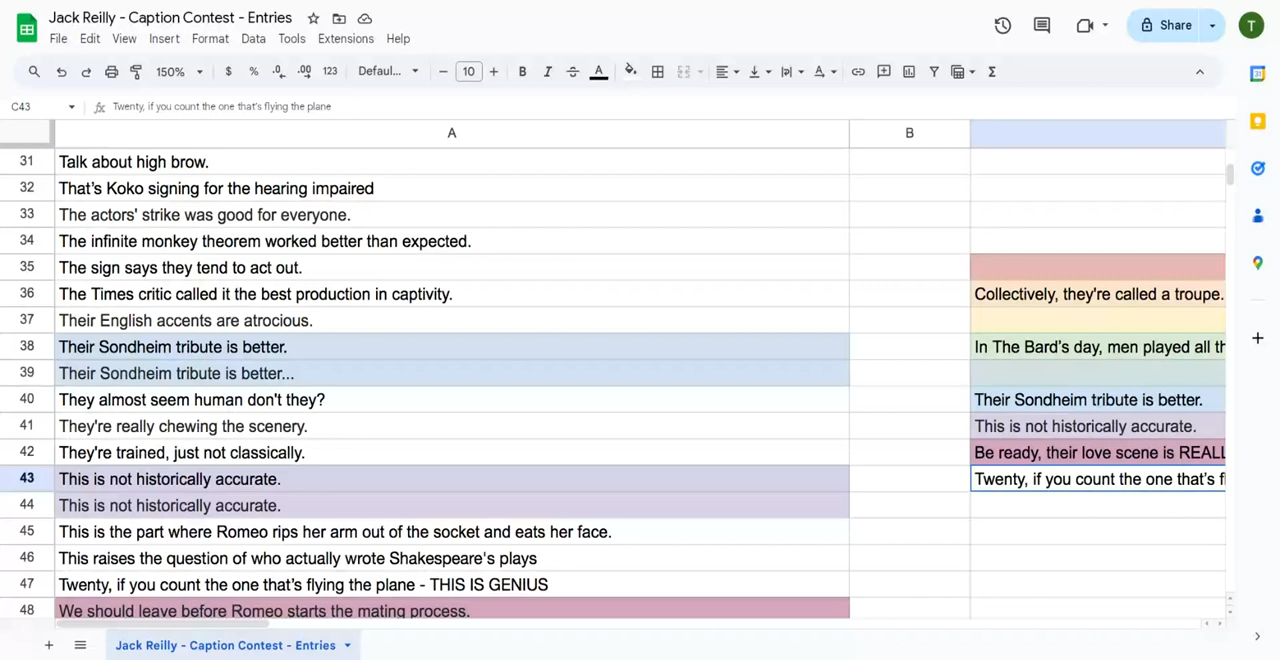 Jack Reilly - Caption Contest - Entries
File Edit View Insert Format Data Tools Extensions Help
Share
T
150% $ % .0 .00 123 Defaul... 10 B I A
C43 fx Twenty, if you count the one that's flying the plane
A B
31 Talk about high brow.
32 That's Koko signing for the hearing impaired
33 The actors' strike was good for everyone.
34 The infinite monkey theorem worked better than expected.
35 The sign says they tend to act out.
36 The Times critic called it the best production in captivity. Collectively, they're called a troupe.
37 Their English accents are atrocious.
38 Their Sondheim tribute is better. In The Bard's day, men played all th
39 Their Sondheim tribute is better...
40 They almost seem human don't they? Their Sondheim tribute is better.
41 They're really chewing the scenery. This is not historically accurate.
42 They're trained, just not classically. Be ready, their love scene is REALL
43 This is not historically accurate. Twenty, if you count the one that's fl
44 This is not historically accurate.
45 This is the part where Romeo rips her arm out of the socket and eats her face.
46 This raises the question of who actually wrote Shakespeare's plays
47 Twenty, if you count the one that's flying the plane - THIS IS GENIUS
48 We should leave before Romeo starts the mating process.
Jack Reilly - Caption Contest - Entries